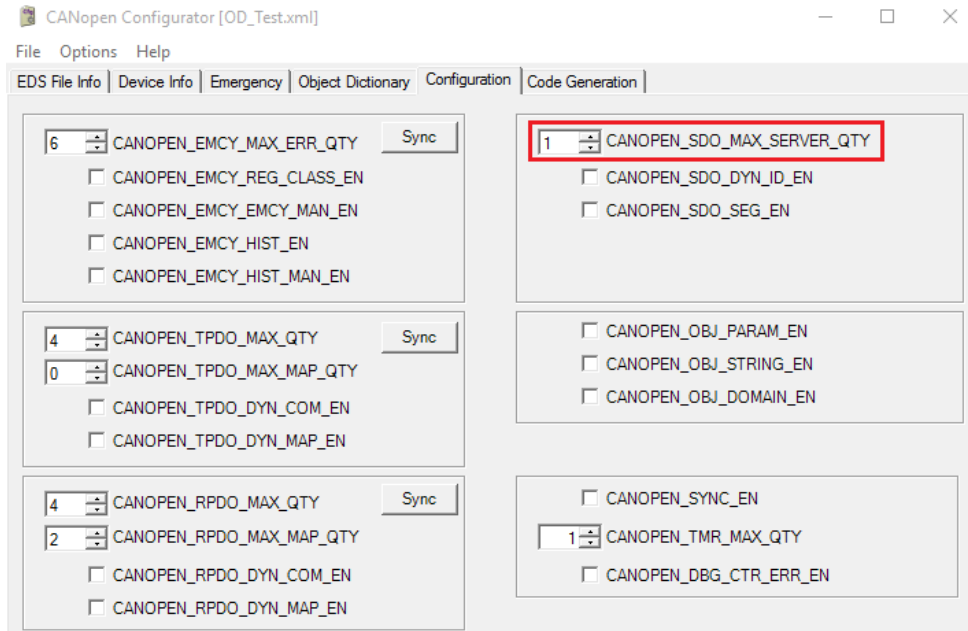 CANopen Configurator [OD_Test.xml]
File Options Help
EDS File Info Device Info Emergency Object Dictionary Configuration Code Generation
6 CANOPEN_EMCY_MAX_ERR_QTY Sync
CANOPEN_EMCY_REG_CLASS_EN
CANOPEN_EMCY_EMCY_MAN_EN
CANOPEN_EMCY_HIST_EN
CANOPEN_EMCY_HIST_MAN_EN
1 CANOPEN_SDO_MAX_SERVER_QTY
CANOPEN_SDO_DYN_ID_EN
CANOPEN_SDO_SEG_EN
4 CANOPEN_TPDO_MAX_QTY Sync
0 CANOPEN_TPDO_MAX_MAP_QTY
CANOPEN_TPDO_DYN_COM_EN
CANOPEN_TPDO_DYN_MAP_EN
CANOPEN_OBJ_PARAM_EN
CANOPEN_OBJ_STRING_EN
CANOPEN_OBJ_DOMAIN_EN
4 CANOPEN_RPDO_MAX_QTY Sync
2 CANOPEN_RPDO_MAX_MAP_QTY
CANOPEN_RPDO_DYN_COM_EN
CANOPEN_RPDO_DYN_MAP_EN
CANOPEN_SYNC_EN
1 CANOPEN_TMR_MAX_QTY
CANOPEN_DBG_CTR_ERR_EN